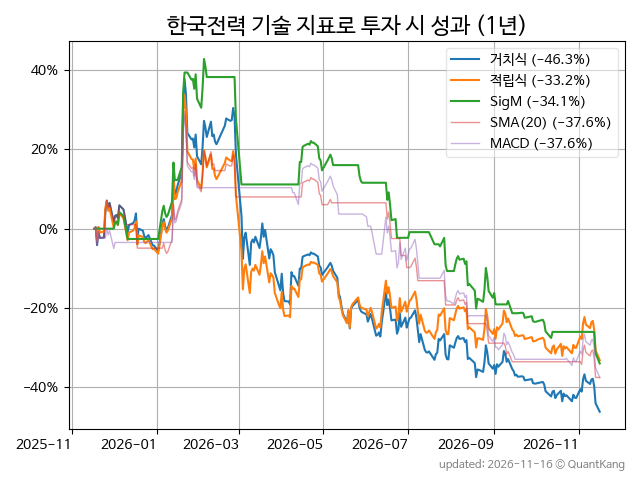 한국전력 기술 지표로 투자 시 성과 (1년)
거치식 (−46.3%)
적립식 (−33.2%)
SigM (−34.1%)
SMA(20) (−37.6%)
MACD (−37.6%)
40%
20%
0%
−20%
−40%
2025-11 2026-01 2026-03 2026-05 2026-07 2026-09 2026-11
updated: 2026-11-16 © QuantKang